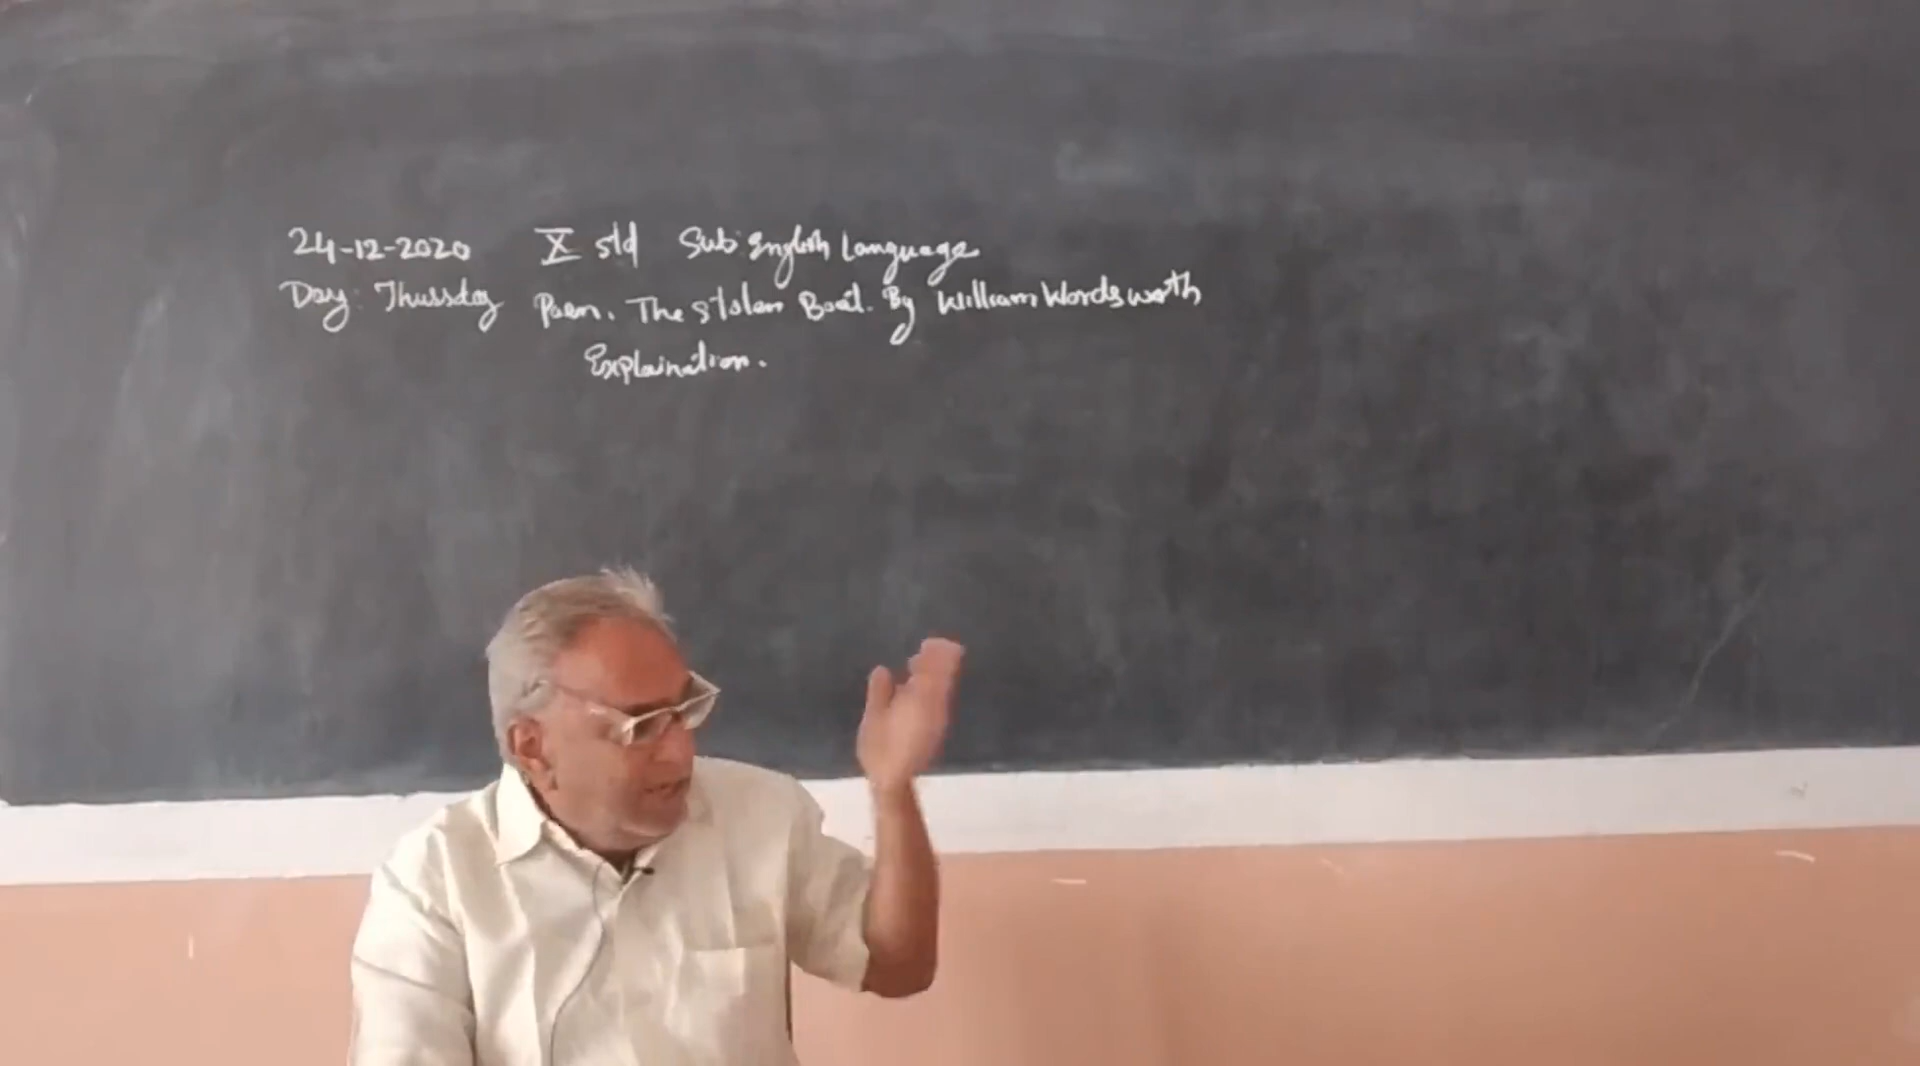 24-12-2020 X std Sub: English Language
Day: Thursday Poem. The Stolen Boat. By William Wordsworth
Explaination.